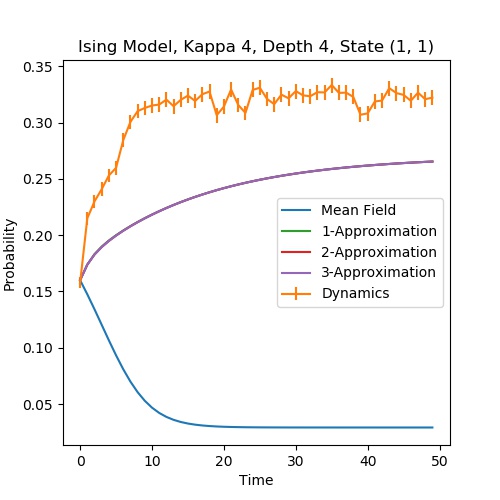 Ising Model, Kappa 4, Depth 4, State (1, 1)
0.35
0.30
0.25
0.20
0.15
0.10
0.05
Probability
Mean Field
1-Approximation
2-Approximation
3-Approximation
Dynamics
0 10 20 30 40 50
Time